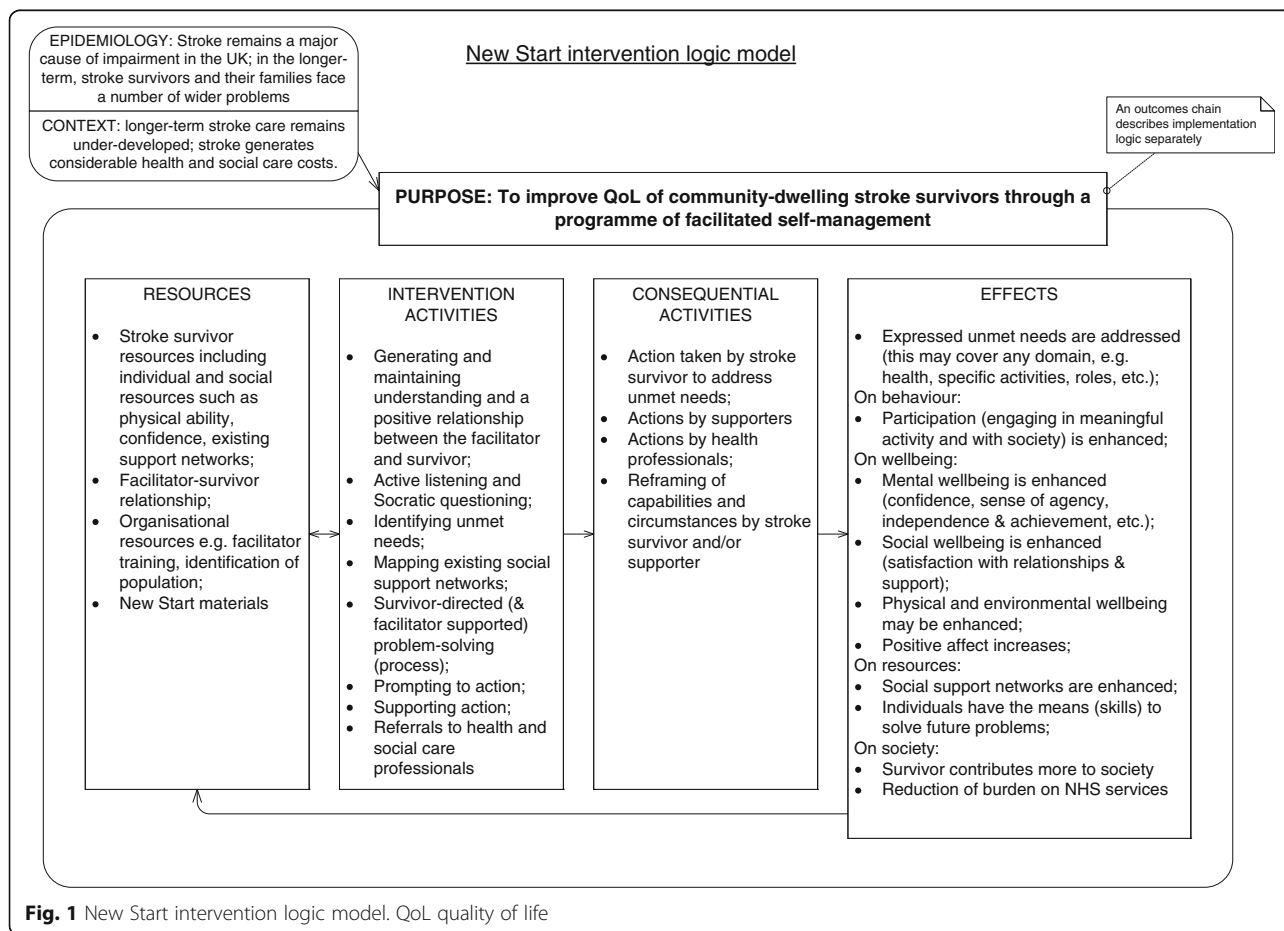 EPIDEMIOLOGY: Stroke remains a major
cause of impairment in the UK; in the longer-
term, stroke survivors and their families face
a number of wider problems
CONTEXT: longer-term stroke care remains
under-developed; stroke generates
considerable health and social care costs.
New Start intervention logic model
An outcomes chain
describes implementation
logic separately
PURPOSE: To improve QoL of community-dwelling stroke survivors through a
programme of facilitated self-management
RESOURCES
• Stroke survivor
resources including
individual and social
resources such as
physical ability,
confidence, existing
support networks;
• Facilitator-survivor
relationship;
• Organisational
resources e.g. facilitator
training, identification of
population;
• New Start materials
INTERVENTION
ACTIVITIES
• Generating and
maintaining
understanding and a
positive relationship
between the facilitator
and survivor;
• Active listening and
Socratic questioning;
• Identifying unmet
needs;
• Mapping existing social
support networks;
• Survivor-directed (&
facilitator supported)
problem-solving
(process);
• Prompting to action;
• Supporting action;
• Referrals to health and
social care
professionals
CONSEQUENTIAL
ACTIVITIES
• Action taken by stroke
survivor to address
unmet needs;
• Actions by supporters
• Actions by health
professionals;
• Reframing of
capabilities and
circumstances by stroke
survivor and/or
supporter
EFFECTS
• Expressed unmet needs are addressed
(this may cover any domain, e.g.
health, specific activities, roles, etc.);
On behaviour:
• Participation (engaging in meaningful
activity and with society) is enhanced;
On wellbeing:
• Mental wellbeing is enhanced
(confidence, sense of agency,
independence & achievement, etc.);
• Social wellbeing is enhanced
(satisfaction with relationships &
support);
• Physical and environmental wellbeing
may be enhanced;
• Positive affect increases;
On resources:
• Social support networks are enhanced;
• Individuals have the means (skills) to
solve future problems;
On society:
• Survivor contributes more to society
• Reduction of burden on NHS services
Fig. 1 New Start intervention logic model. QoL quality of life